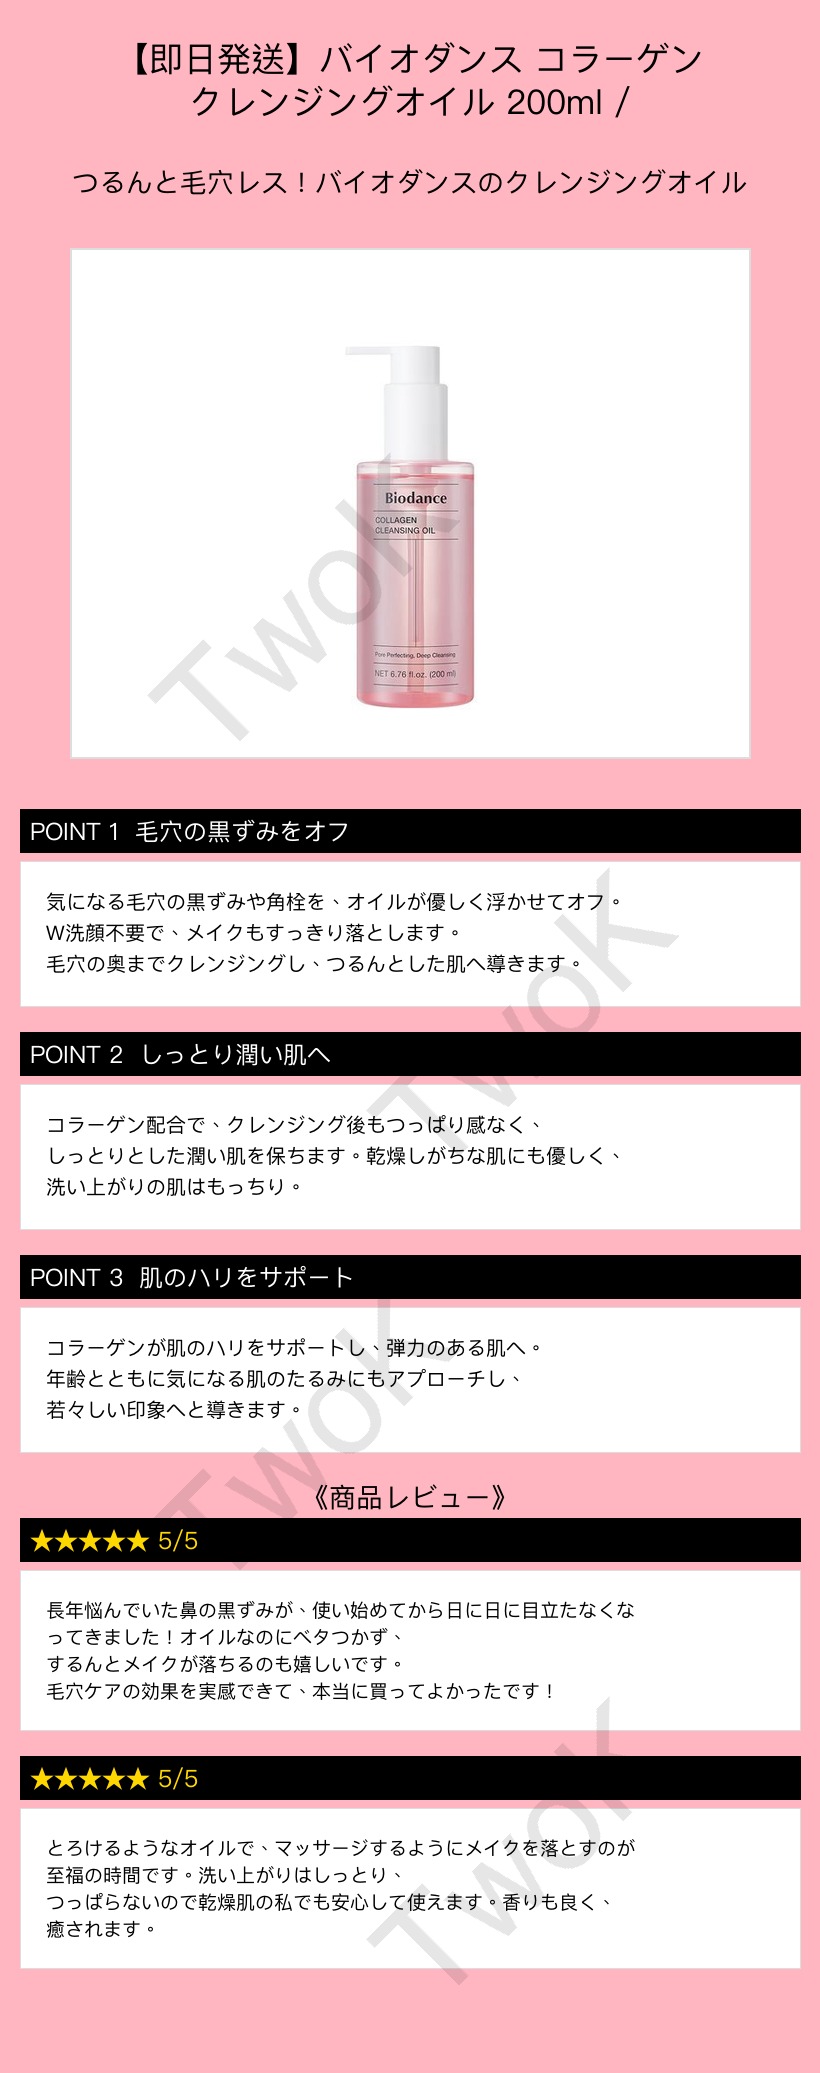 【即日発送】バイオダンス コラーゲン
クレンジングオイル 200ml /
つるんと毛穴レス！バイオダンスのクレンジングオイル
Biodance
COLLAGEN
CLEANSING OIL
Pore Perfecting, Deep Cleansing
NET 6.76 fl.oz. (200 ml)
TwoK
POINT 1 毛穴の黒ずみをオフ
気になる毛穴の黒ずみや角栓を、オイルが優しく浮かせてオフ。
W洗顔不要で、メイクもすっきり落とします。
毛穴の奥までクレンジングし、つるんとした肌へ導きます。
TwoK
POINT 2 しっとり潤い肌へ
コラーゲン配合で、クレンジング後もつっぱり感なく、
しっとりとした潤い肌を保ちます。乾燥しがちな肌にも優しく、
洗い上がりの肌はもっちり。
POINT 3 肌のハリをサポート
コラーゲンが肌のハリをサポートし、弾力のある肌へ。
年齢とともに気になる肌のたるみにもアプローチし、
若々しい印象へと導きます。
TwoK
《商品レビュー》
★★★★★ 5/5
長年悩んでいた鼻の黒ずみが、使い始めてから日に日に目立たなくな
ってきました！オイルなのにベタつかず、
するんとメイクが落ちるのも嬉しいです。
毛穴ケアの効果を実感できて、本当に買ってよかったです！
★★★★★ 5/5
とろけるようなオイルで、マッサージするようにメイクを落とすのが
至福の時間です。洗い上がりはしっとり、
つっぱらないので乾燥肌の私でも安心して使えます。香りも良く、
癒されます。
TwoK